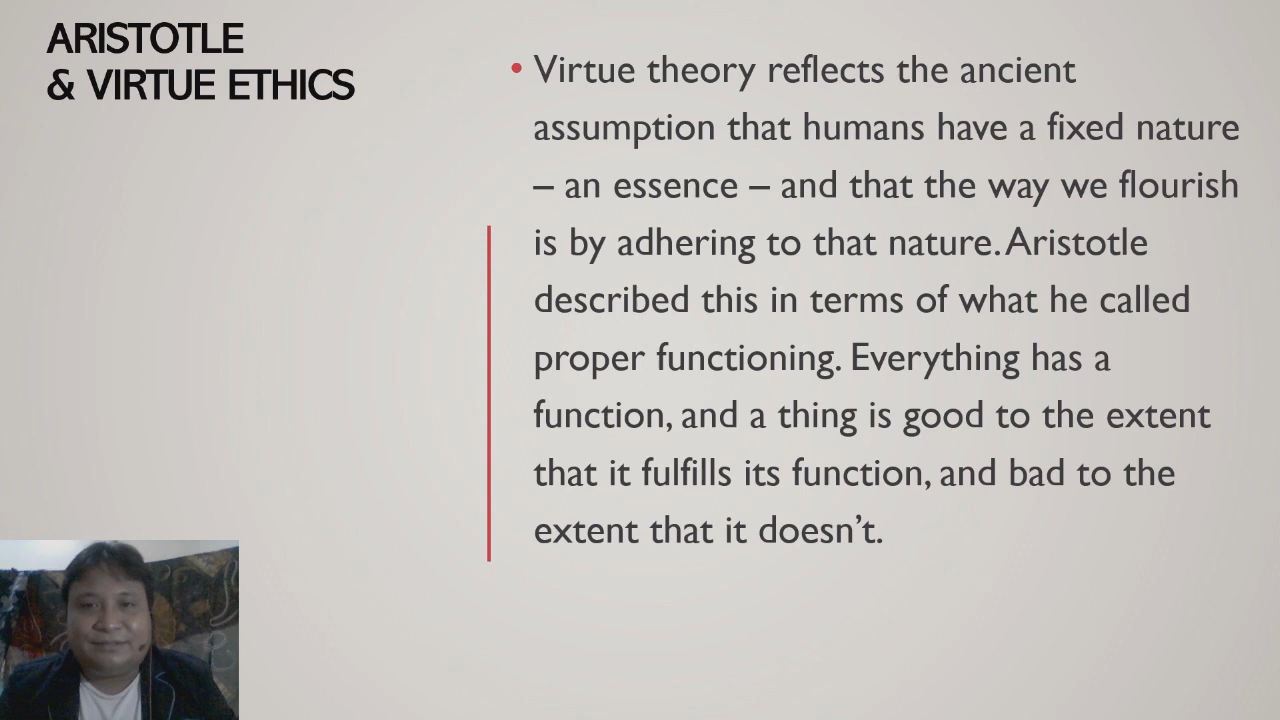 ARISTOTLE
& VIRTUE ETHICS
• Virtue theory reflects the ancient
assumption that humans have a fixed nature
– an essence – and that the way we flourish
is by adhering to that nature. Aristotle
described this in terms of what he called
proper functioning. Everything has a
function, and a thing is good to the extent
that it fulfills its function, and bad to the
extent that it doesn’t.